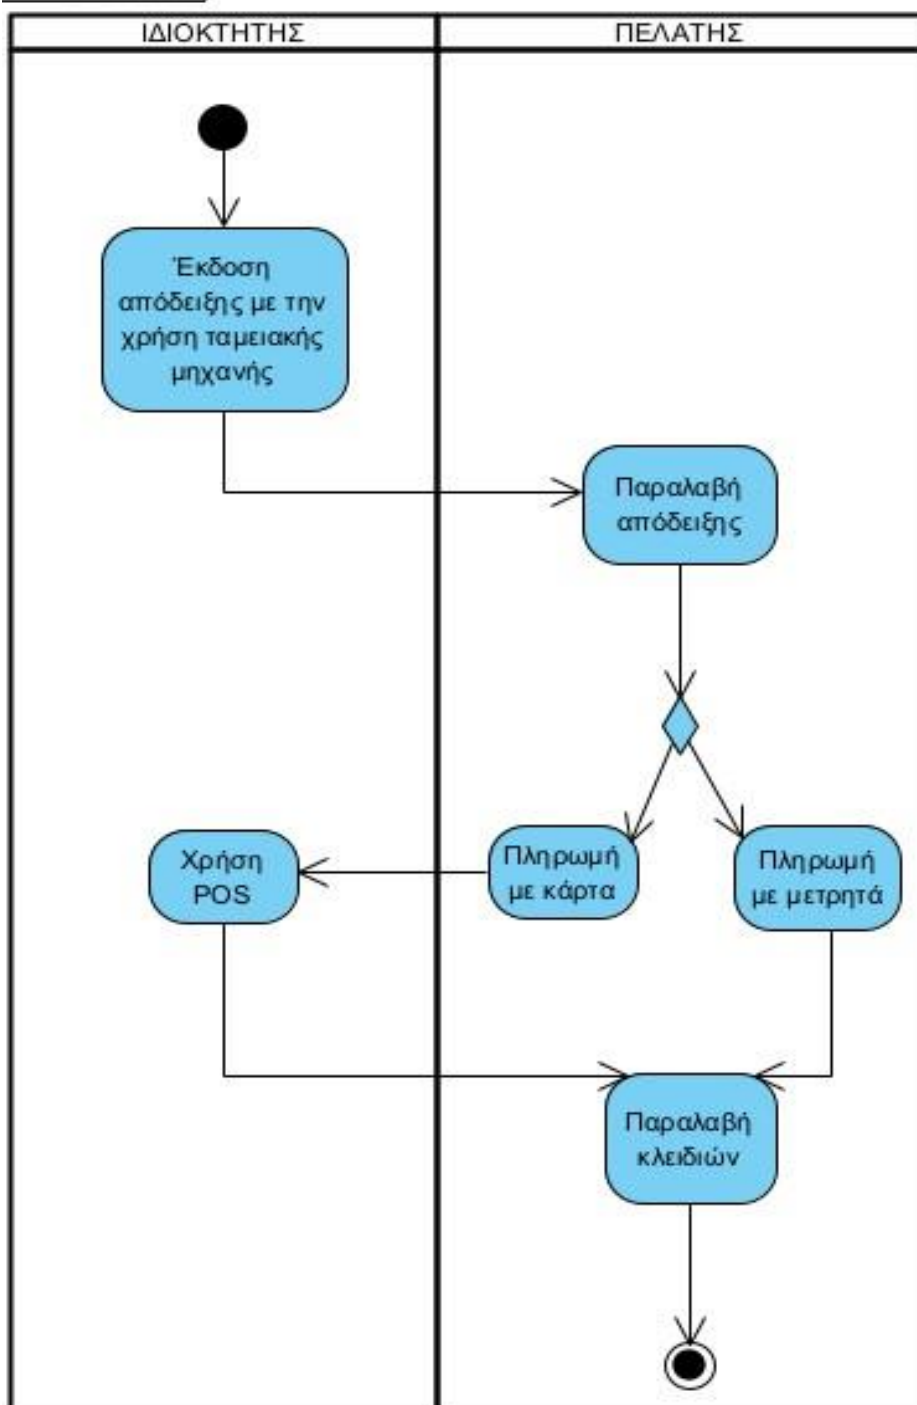 ΙΔΙΟΚΤΗΤΗΣ
ΠΕΛΑΤΗΣ
Έκδοση
απόδειξης με την
χρήση ταμειακής
μηχανής
Παραλαβή
απόδειξης
Χρήση
POS
Πληρωμή
με κάρτα
Πληρωμή
με μετρητά
Παραλαβή
κλειδιών